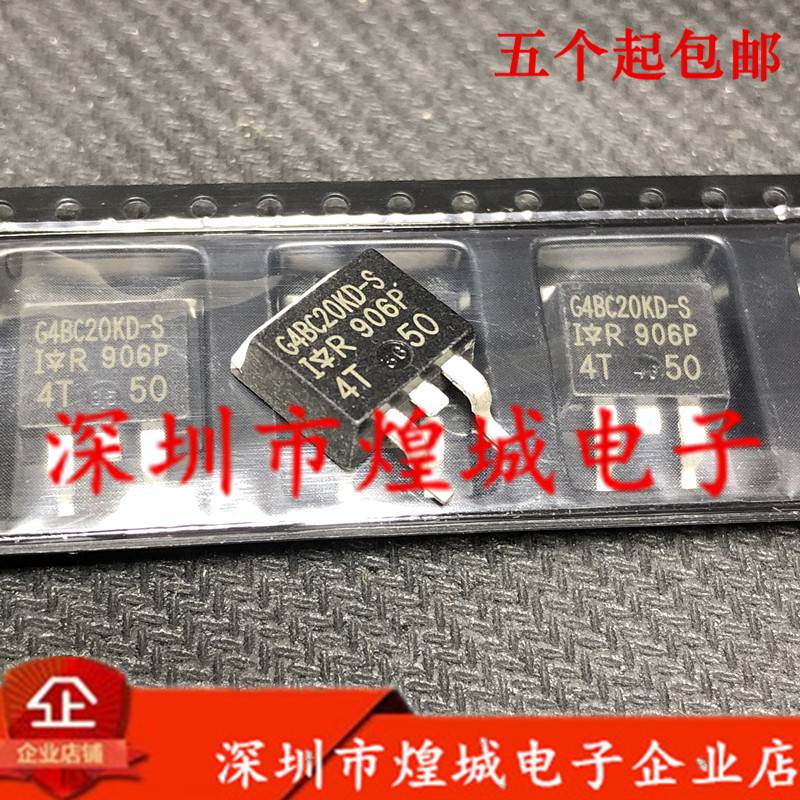 五个起包邮
G4BC20KD-S
I R 906P
4T 50
G4BC20KD-S
I R 906P
4T 50
G4BC20KD-S
I R 906P
4T 50
深圳市煌城电子
企
企业店铺
深圳市煌城电子企业店